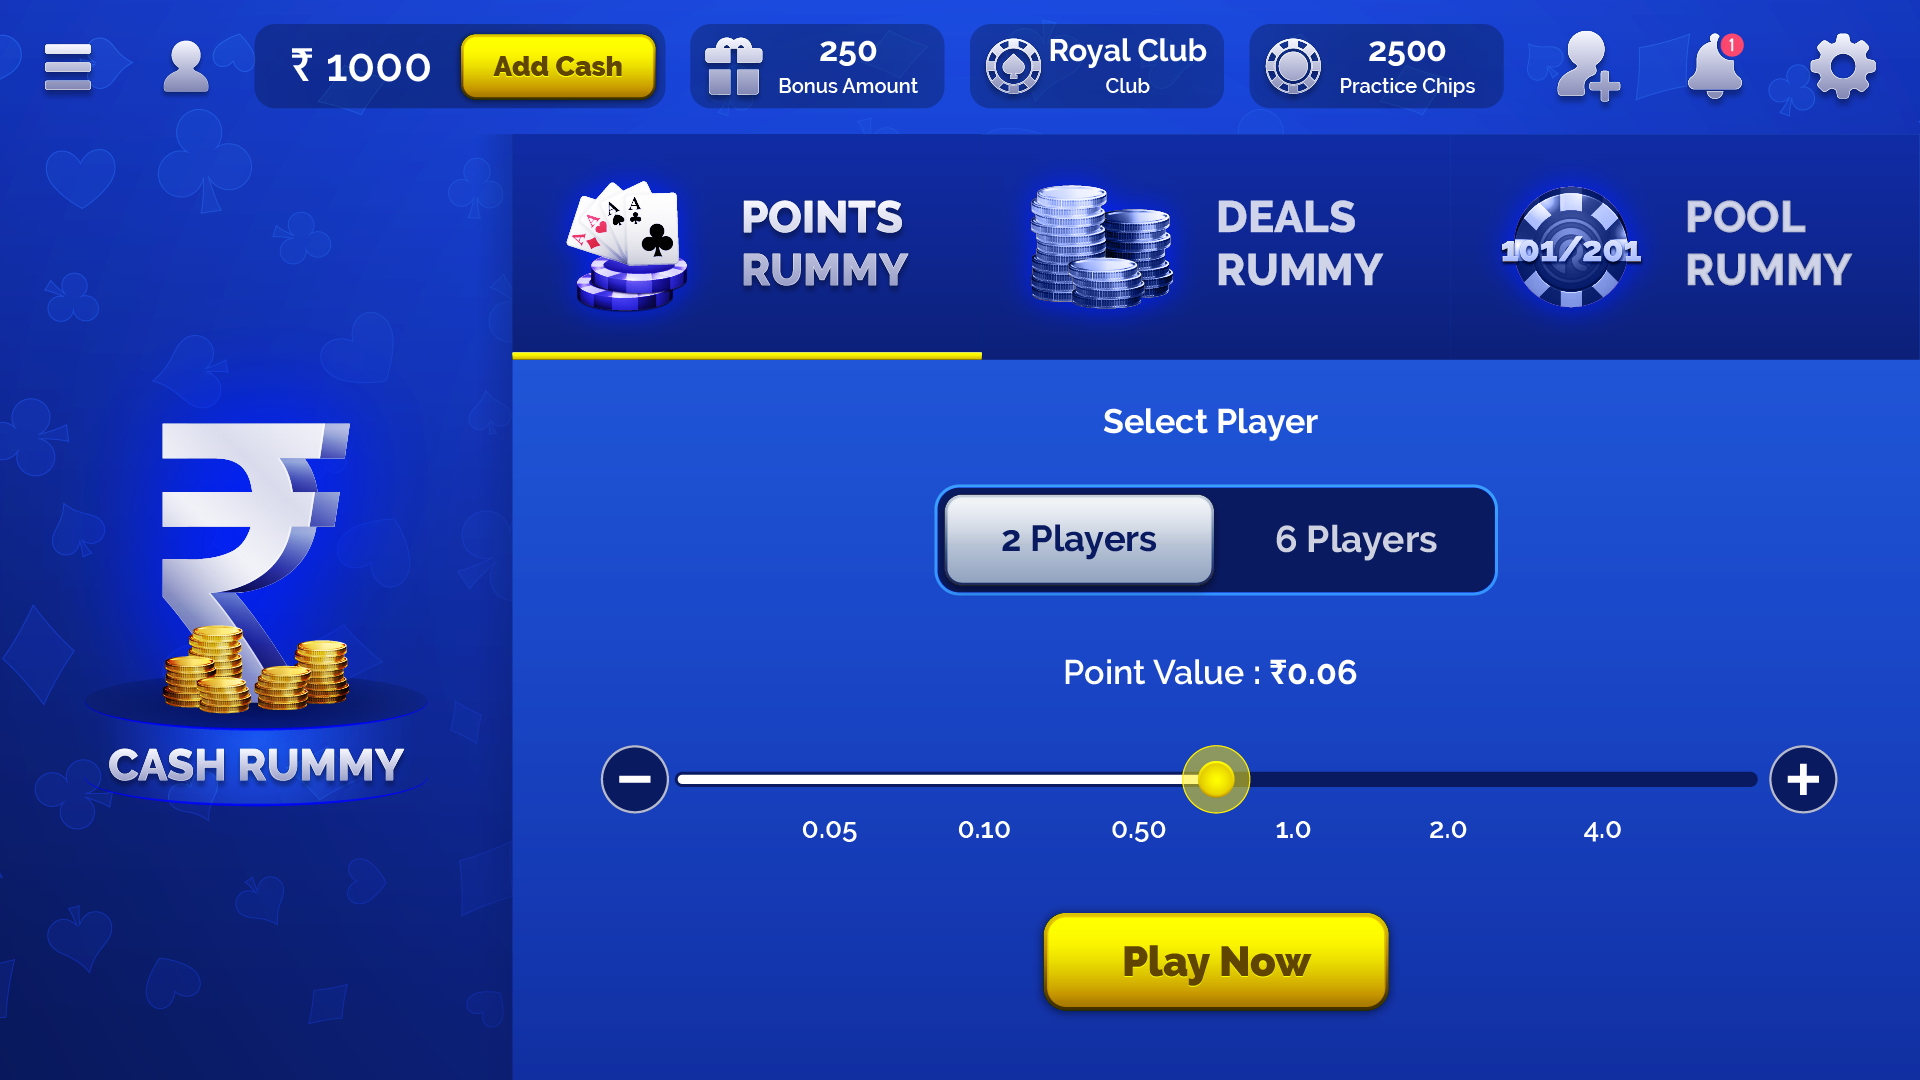 ₹ 1000
Add Cash
250
Bonus Amount
Royal Club
Club
2500
Practice Chips
1
POINTS
RUMMY
DEALS
RUMMY
101/201
POOL
RUMMY
A A A A
CASH RUMMY
Select Player
2 Players
6 Players
Point Value : ₹0.06
0.05 0.10 0.50 1.0 2.0 4.0
Play Now